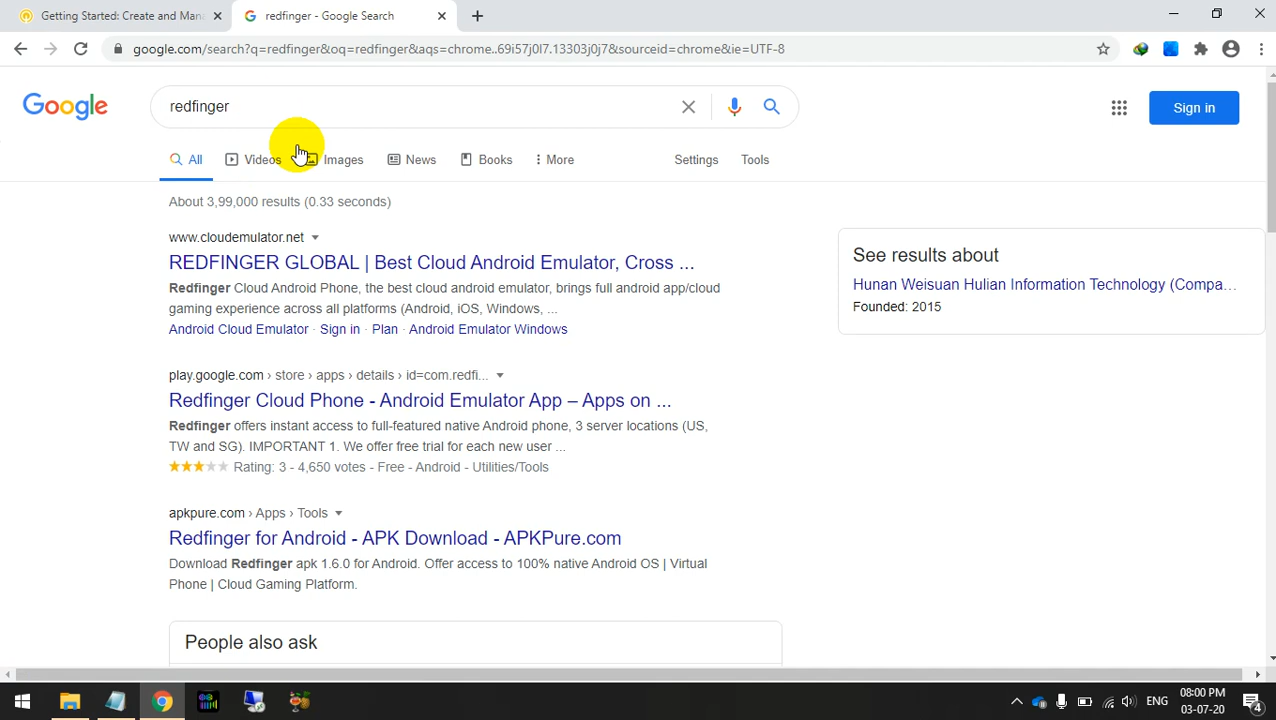 Getting Started: Create and Mana
redfinger - Google Search
google.com/search?q=redfinger&oq=redfinger&aqs=chrome..69i57j0l7.13303j0j7&sourceid=chrome&ie=UTF-8
Google
redfinger
Sign in
All
Videos
Images
News
Books
More
Settings
Tools
About 3,99,000 results (0.33 seconds)
www.cloudemulator.net
REDFINGER GLOBAL | Best Cloud Android Emulator, Cross ...
Redfinger Cloud Android Phone, the best cloud android emulator, brings full android app/cloud
gaming experience across all platforms (Android, iOS, Windows, ...
Android Cloud Emulator · Sign in · Plan · Android Emulator Windows
See results about
Hunan Weisuan Hulian Information Technology (Compa...
Founded: 2015
play.google.com › store › apps › details › id=com.redfi...
Redfinger Cloud Phone - Android Emulator App – Apps on ...
Redfinger offers instant access to full-featured native Android phone, 3 server locations (US,
TW and SG). IMPORTANT 1. We offer free trial for each new user ...
Rating: 3 - 4,650 votes - Free - Android - Utilities/Tools
apkpure.com › Apps › Tools
Redfinger for Android - APK Download - APKPure.com
Download Redfinger apk 1.6.0 for Android. Offer access to 100% native Android OS | Virtual
Phone | Cloud Gaming Platform.
People also ask
ENG
08:00 PM
03-07-20
4